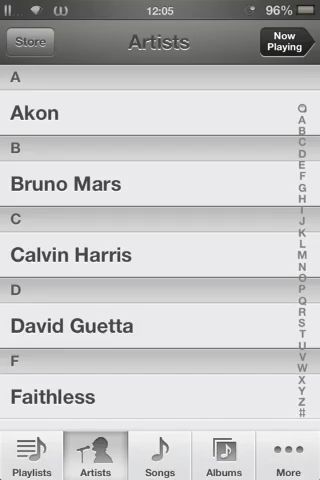 12:05
96%
Store
Artists
Now
Playing
A
Akon
B
Bruno Mars
C
Calvin Harris
D
David Guetta
F
Faithless
A
B
C
D
E
F
G
H
I
J
K
L
M
N
O
P
Q
R
S
T
U
V
W
X
Y
Z
#
Playlists
Artists
Songs
Albums
More